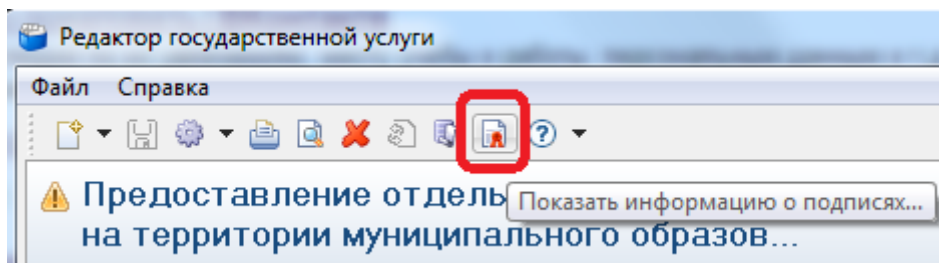 Редактор государственной услуги
Файл Справка
Предоставление отдель
Показать информацию о подписях...
на территории муниципального образов...